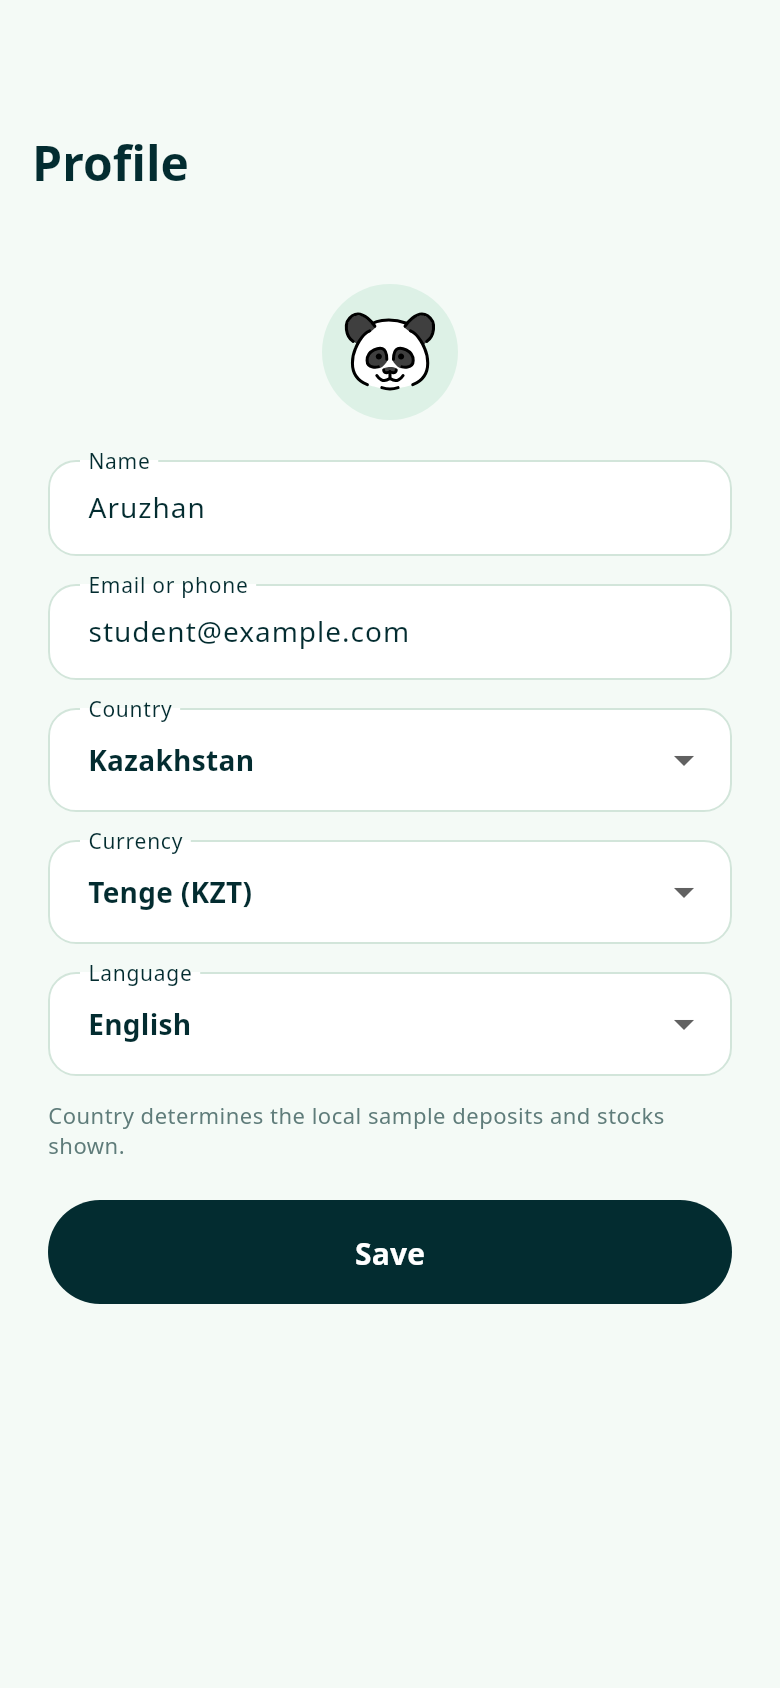 Profile
Name
Aruzhan
Email or phone
student@example.com
Country
Kazakhstan
Currency
Tenge (KZT)
Language
English
Country determines the local sample deposits and stocks
shown.
Save